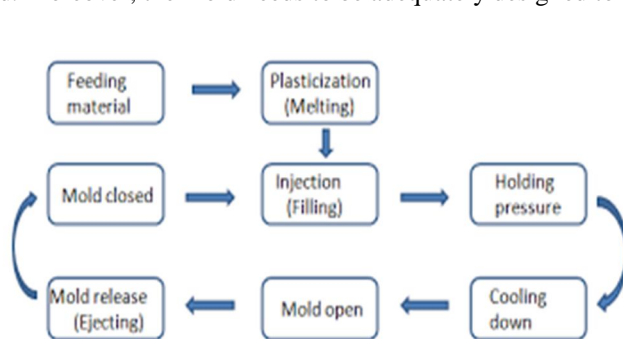 Feeding
material
Plasticization
(Melting)
Mold closed
Injection
(Filling)
Holding
pressure
Mold release
(Ejecting)
Mold open
Cooling
down